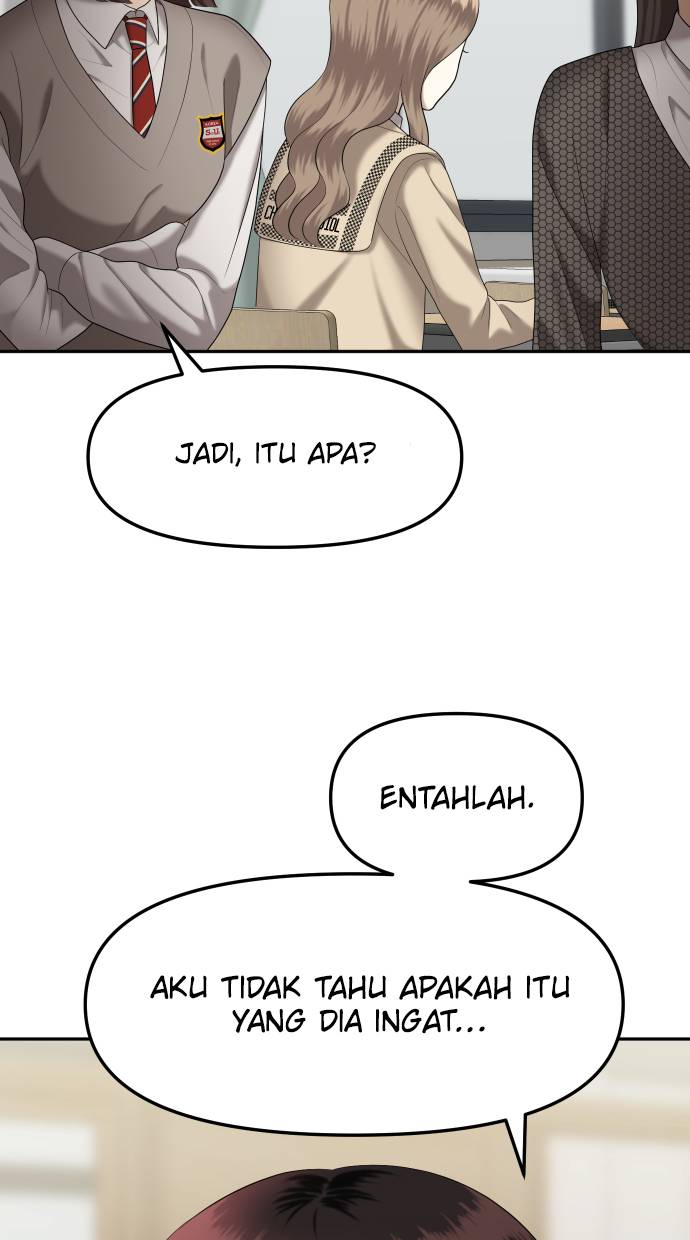 S.U.
JADI, ITU APA?
ENTAHLAH.
AKU TIDAK TAHU APAKAH ITU
YANG DIA INGAT...